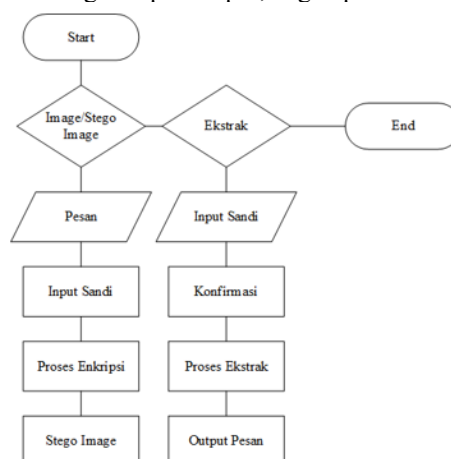 Start
Image/Stego
Image
Ekstrak
End
Pesan
Input Sandi
Input Sandi
Konfirmasi
Proses Enkripsi
Proses Ekstrak
Stego Image
Output Pesan